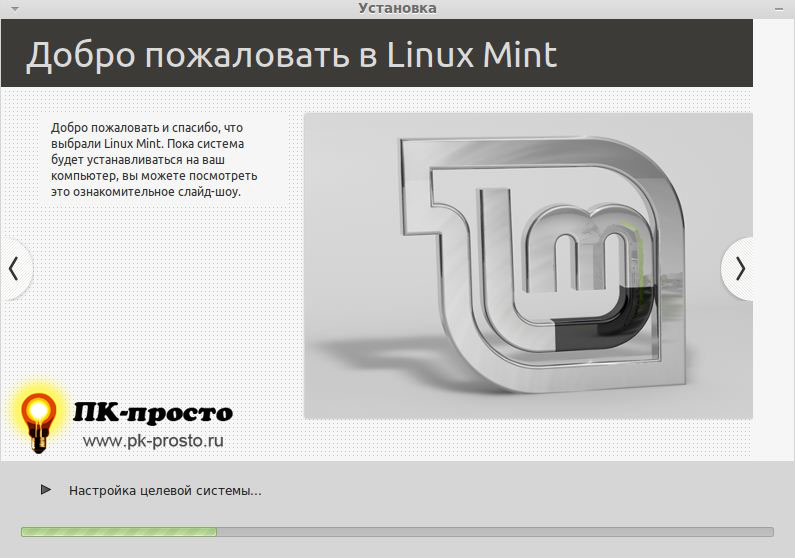 Установка
Добро пожаловать в Linux Mint
Добро пожаловать и спасибо, что
выбрали Linux Mint. Пока система
будет устанавливаться на ваш
компьютер, вы можете посмотреть
это ознакомительное слайд-шоу.
ПК-просто
www.pk-prosto.ru
Настройка целевой системы...